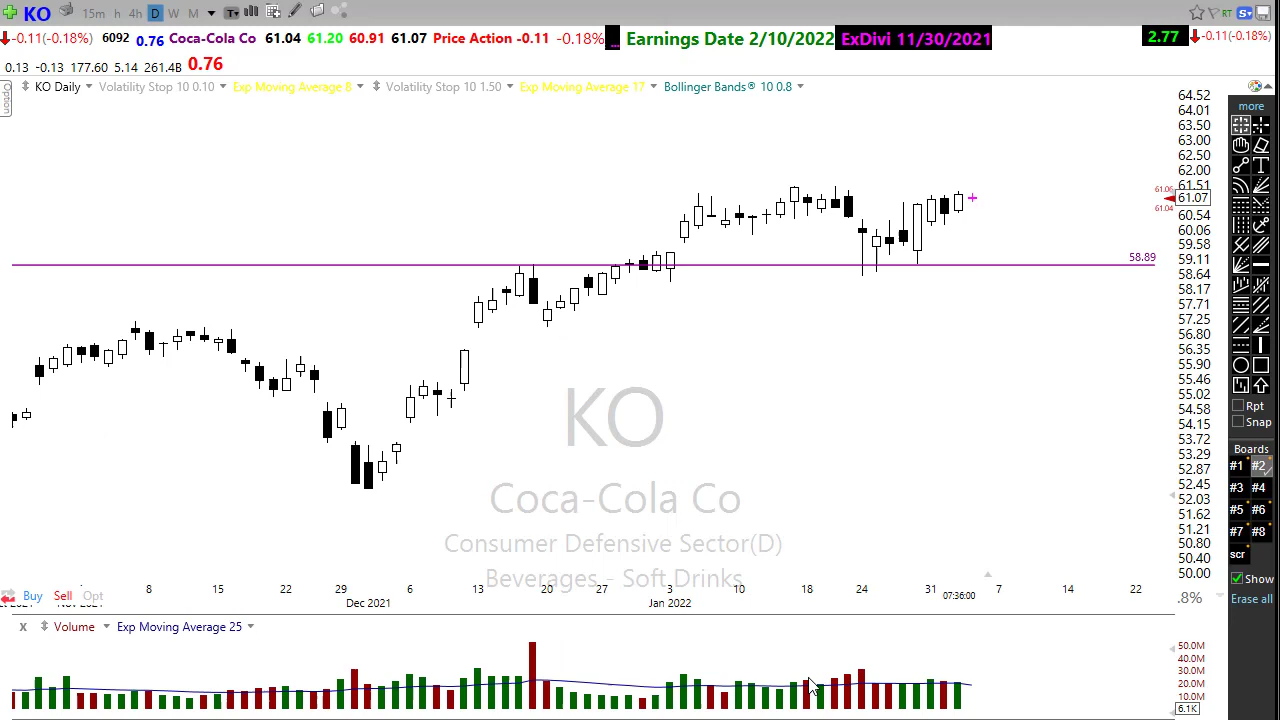 KO 15m h 4h D W M T RT S
-0.11(-0.18%) 6092 0.76 Coca-Cola Co 61.04 61.20 60.91 61.07 Price Action -0.11 -0.18% ... Earnings Date 2/10/2022 ExDivi 11/30/2021 2.77 -0.11(-0.18%)
0.13 -0.13 177.60 5.14 261.4B 0.76
Option KO Daily Volatility Stop 10 0.10 Exp Moving Average 8 Volatility Stop 10 1.50 Exp Moving Average 17 Bollinger Bands® 10 0.8
64.52
more
64.01
63.50
63.00
62.50
62.00
61.51
61.06
61.07
61.04
60.54
60.06
59.58
58.89
59.11
58.64
58.17
57.71
57.25
56.80
56.35
55.90
55.46
55.02
54.58
54.15
53.72
53.29
52.87
52.45
52.03
51.62
51.21
50.80
50.40
50.00
KO
Coca-Cola Co
Consumer Defensive Sector(D)
Beverages - Soft Drinks
Rpt
Snap
Boards
#1 #2
#3 #4
#5 #6
#7 #8
scr
Show
Erase all
Buy Sell Opt
8 15 22 29 6 13 20 27 3 10 18 24 31 07:36:00 7 14 22
Dec 2021 Jan 2022
.8%
X Volume Exp Moving Average 25
50.0M
40.0M
30.0M
20.0M
10.0M
6.1K